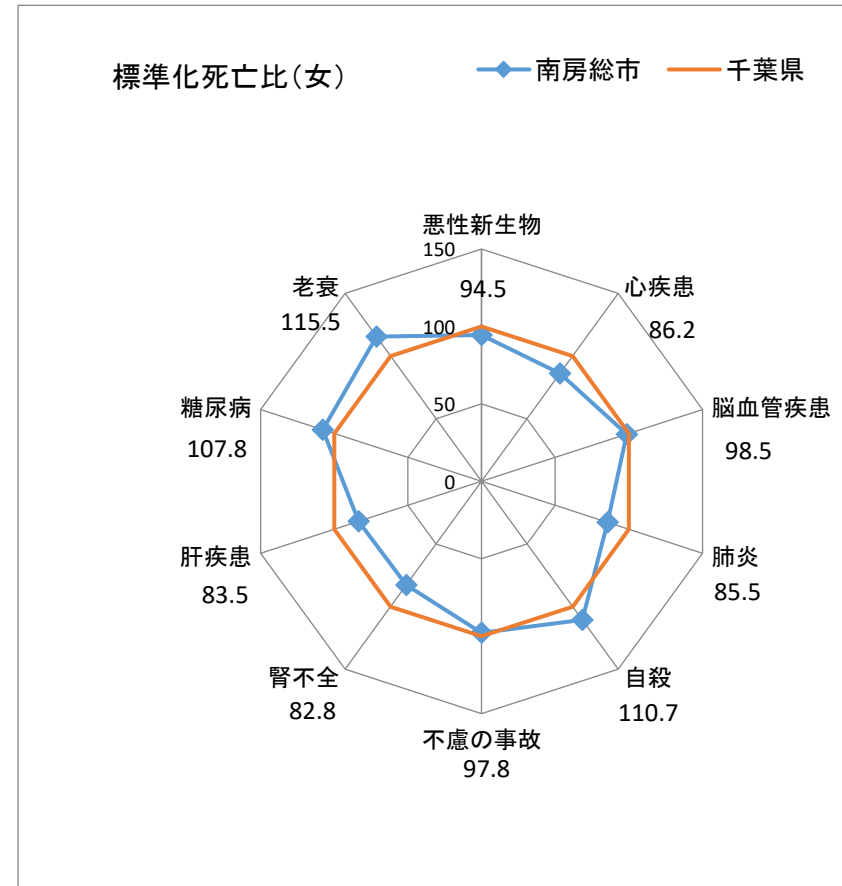 標準化死亡比(女)
南房総市
千葉県
悪性新生物
94.5
心疾患
86.2
脳血管疾患
98.5
肺炎
85.5
自殺
110.7
不慮の事故
97.8
腎不全
82.8
肝疾患
83.5
糖尿病
107.8
老衰
115.5
150
100
50
0